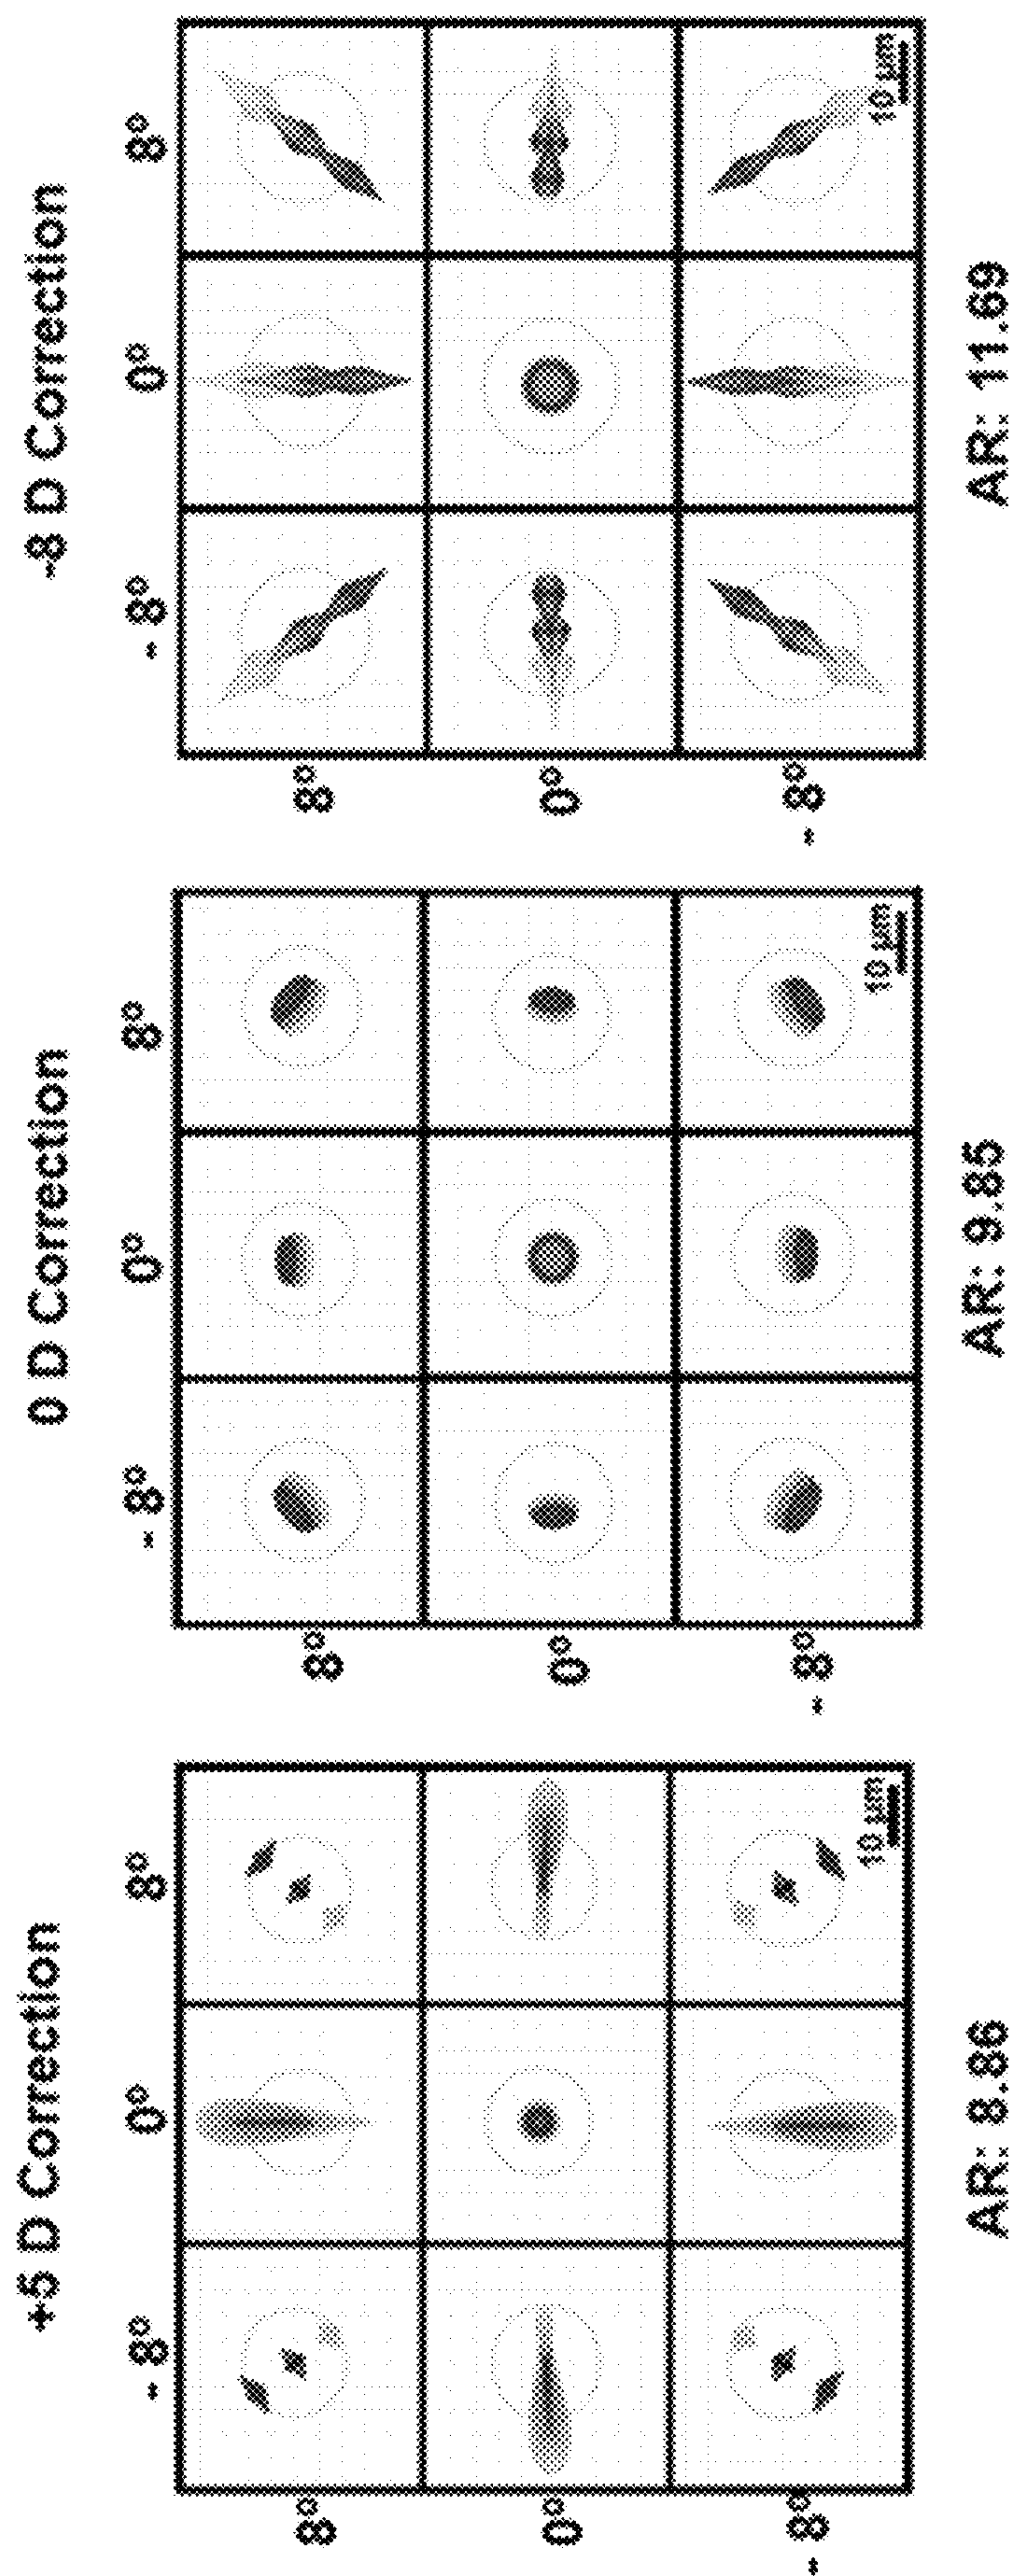 +5 D Correction
- 8°
0°
8°
8°
0°
- 8°
10 µm
AR: 8.86
0 D Correction
- 8°
0°
8°
8°
0°
- 8°
10 µm
AR: 9.85
-8 D Correction
- 8°
0°
8°
8°
0°
- 8°
10 µm
AR: 11.69